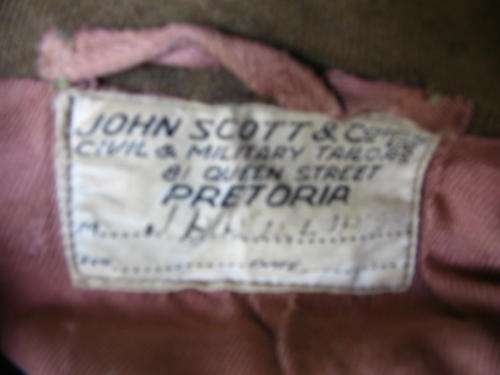 JOHN SCOTT & Co
CIVIL & MILITARY TAILORS
81 QUEEN STREET
PRETORIA
M